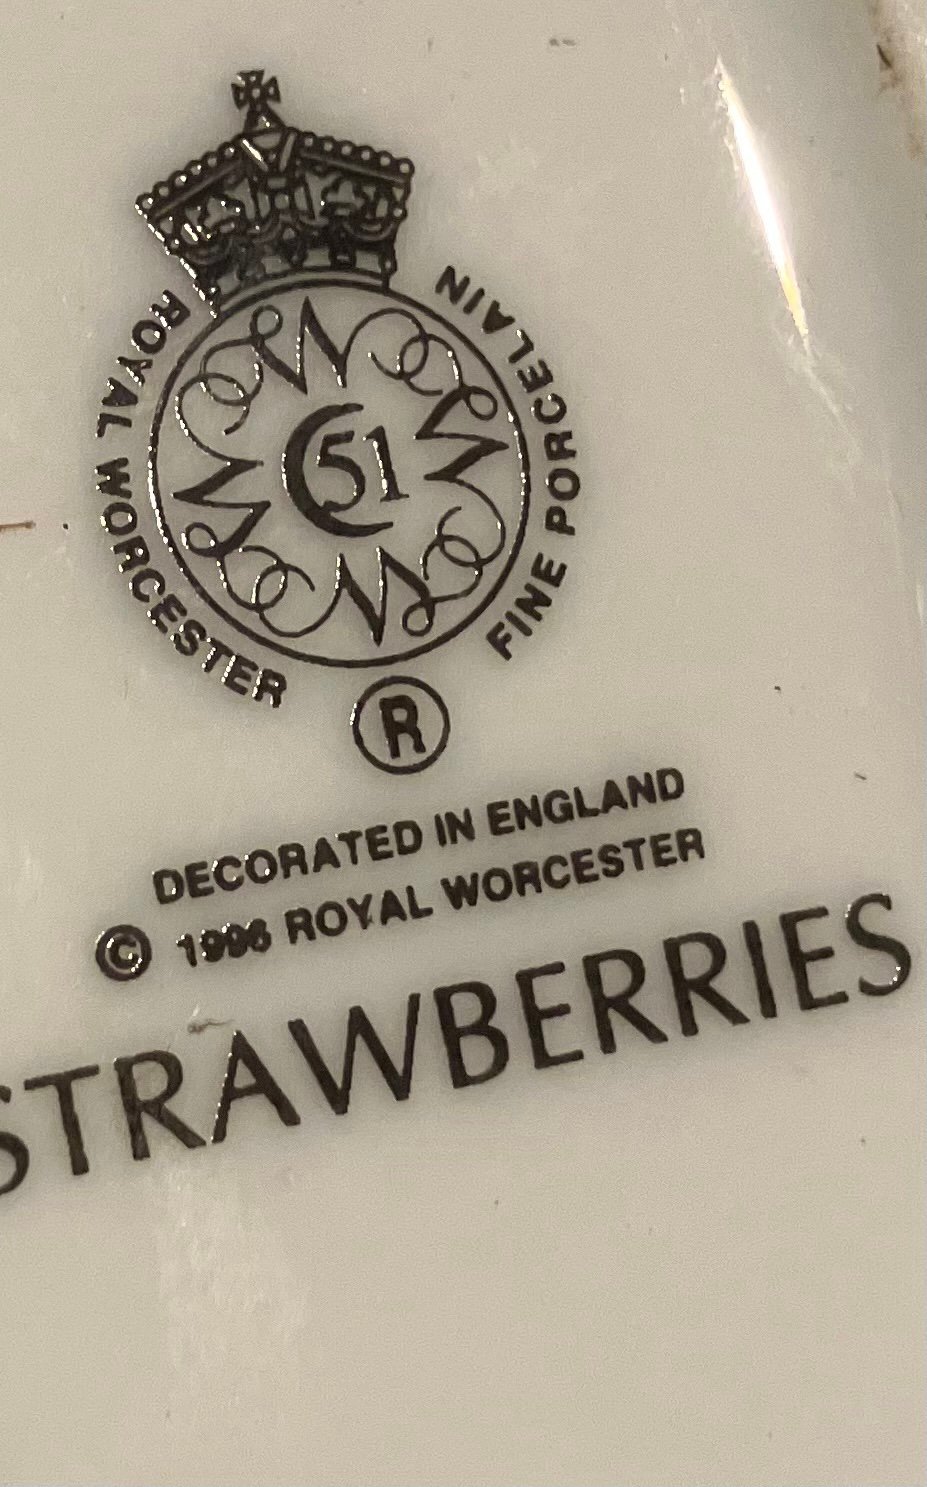 ROYAL WORCESTER
FINE PORCELAIN
51
®
DECORATED IN ENGLAND
© 1996 ROYAL WORCESTER
STRAWBERRIES